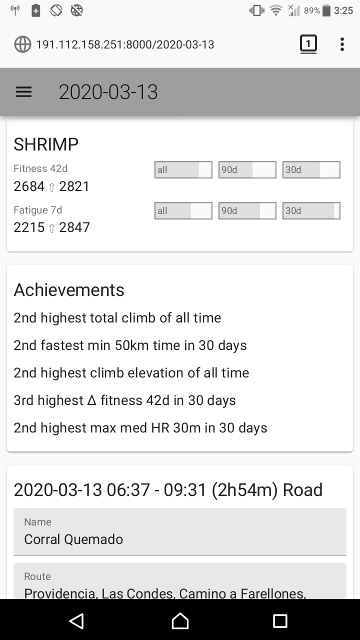 89% 3:25
191.112.158.251:8000/2020-03-13 1
2020-03-13
SHRIMP
Fitness 42d
all 90d 30d
2684 ⇧ 2821
Fatigue 7d
all 90d 30d
2215 ⇧ 2847
Achievements
2nd highest total climb of all time
2nd fastest min 50km time in 30 days
2nd highest climb elevation of all time
3rd highest Δ fitness 42d in 30 days
2nd highest max med HR 30m in 30 days
2020-03-13 06:37 - 09:31 (2h54m) Road
Name
Corral Quemado
Route
Providencia, Las Condes, Camino a Farellones,